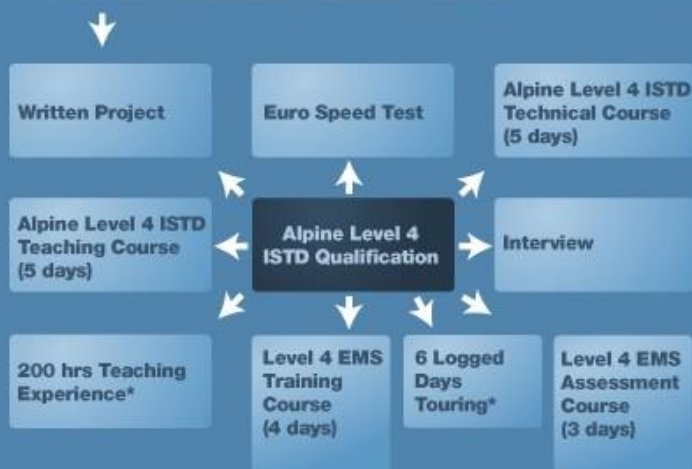 Written Project
Euro Speed Test
Alpine Level 4 ISTD
Technical Course
(5 days)
Alpine Level 4 ISTD
Teaching Course
(5 days)
Alpine Level 4
ISTD Qualification
Interview
200 hrs Teaching
Experience*
Level 4 EMS
Training
Course
(4 days)
6 Logged
Days
Touring*
Level 4 EMS
Assessment
Course
(3 days)